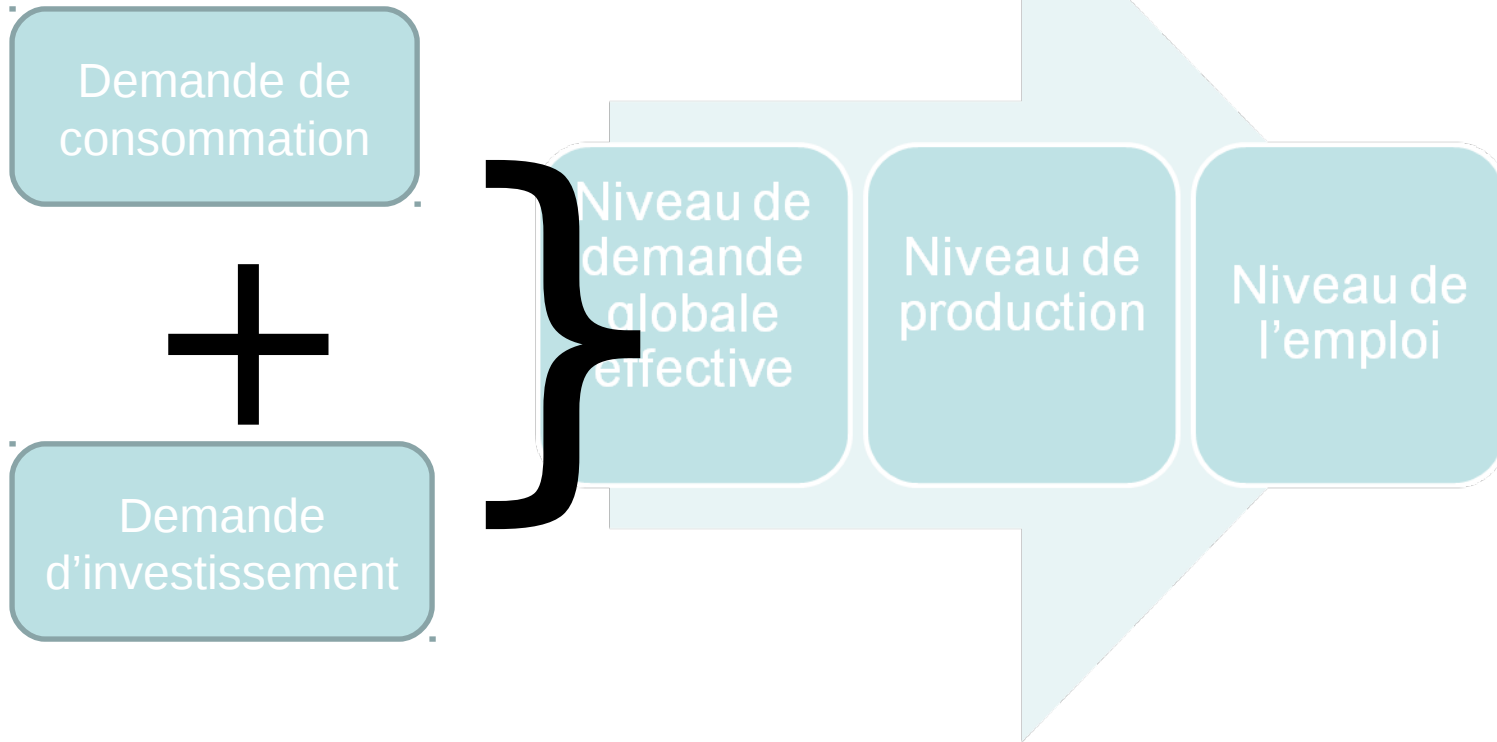 Demande de
consommation
+
Demande
d’investissement
}
Niveau de
demande
globale
effective
Niveau de
production
Niveau de
l’emploi